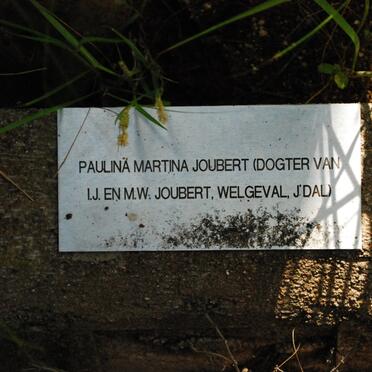 PAULINA MARTINA JOUBERT (DOGTER VAN
I.J. EN M.W. JOUBERT, WELGEVAL, J'DAL)